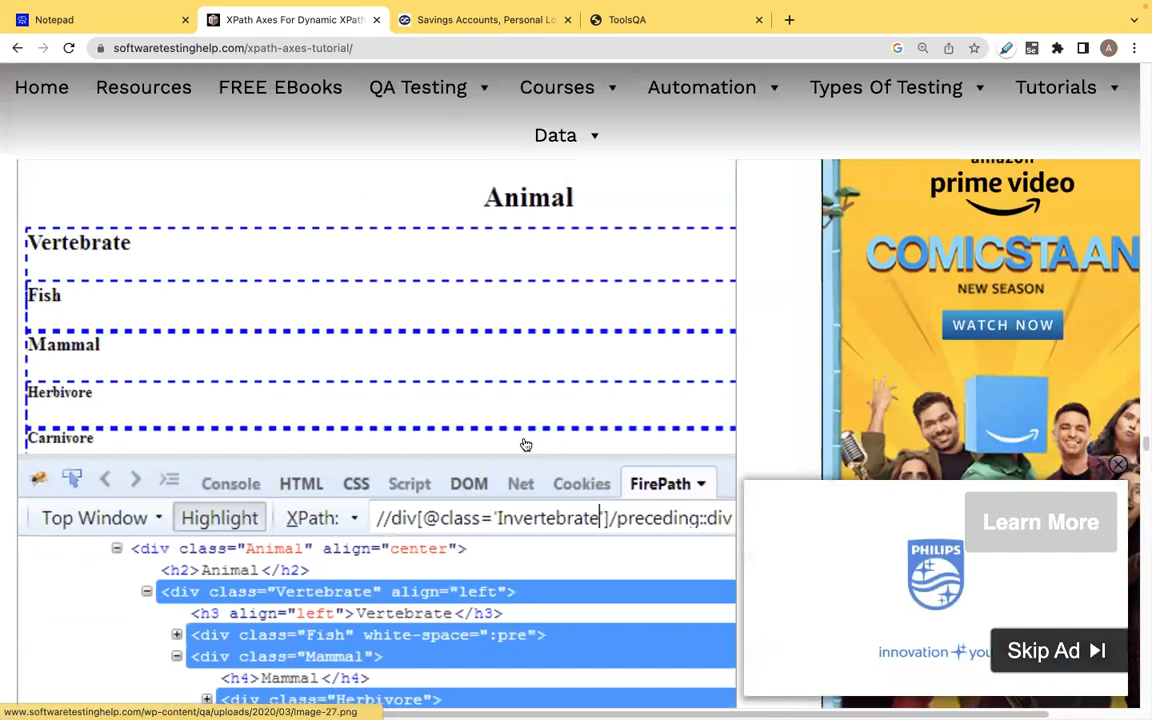 Notepad
XPath Axes For Dynamic XPath
Savings Accounts, Personal Lo
ToolsQA
softwaretestinghelp.com/xpath-axes-tutorial/
A
Home Resources FREE EBooks QA Testing Courses Automation Types Of Testing Tutorials
Data
Animal
Vertebrate
Fish
Mammal
Herbivore
Carnivore
amazon
prime video
COMICSTAAN
NEW SEASON
WATCH NOW
Console HTML CSS Script DOM Net Cookies FirePath
Top Window Highlight XPath: //div[@class='Invertebrate']/preceding::div
<div class="Animal" align="center">
<h2>Animal</h2>
<div class="Vertebrate" align="left">
<h3 align="left">Vertebrate</h3>
<div class="Fish" white-space=":pre">
<div class="Mammal">
<h4>Mammal</h4>
<div class="Herbivore">
Learn More
PHILIPS
innovation you
Skip Ad
www.softwaretestinghelp.com/wp-content/qa/uploads/2020/03/Image-27.png